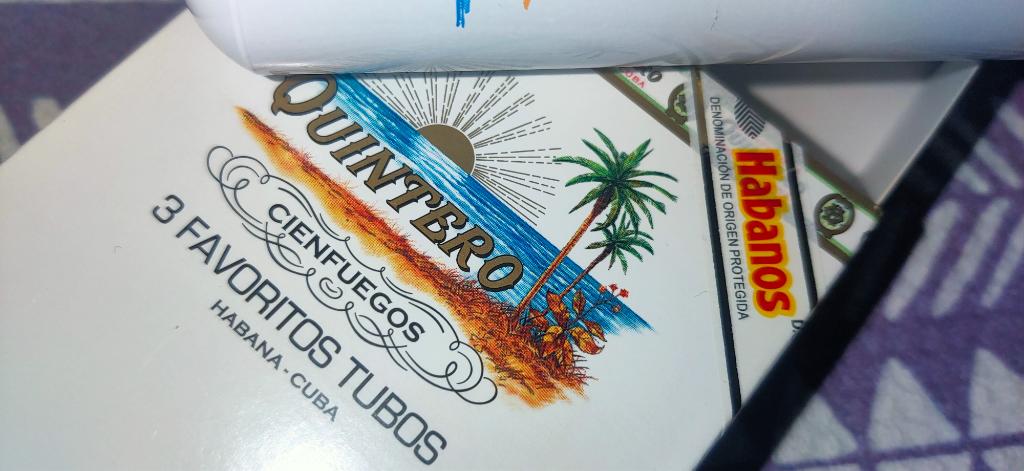 QUINTERO
CIENFUEGOS
3 FAVORITOS TUBOS
HABANA - CUBA
Habanos
DENOMINACIÓN DE ORIGEN PROTEGIDA